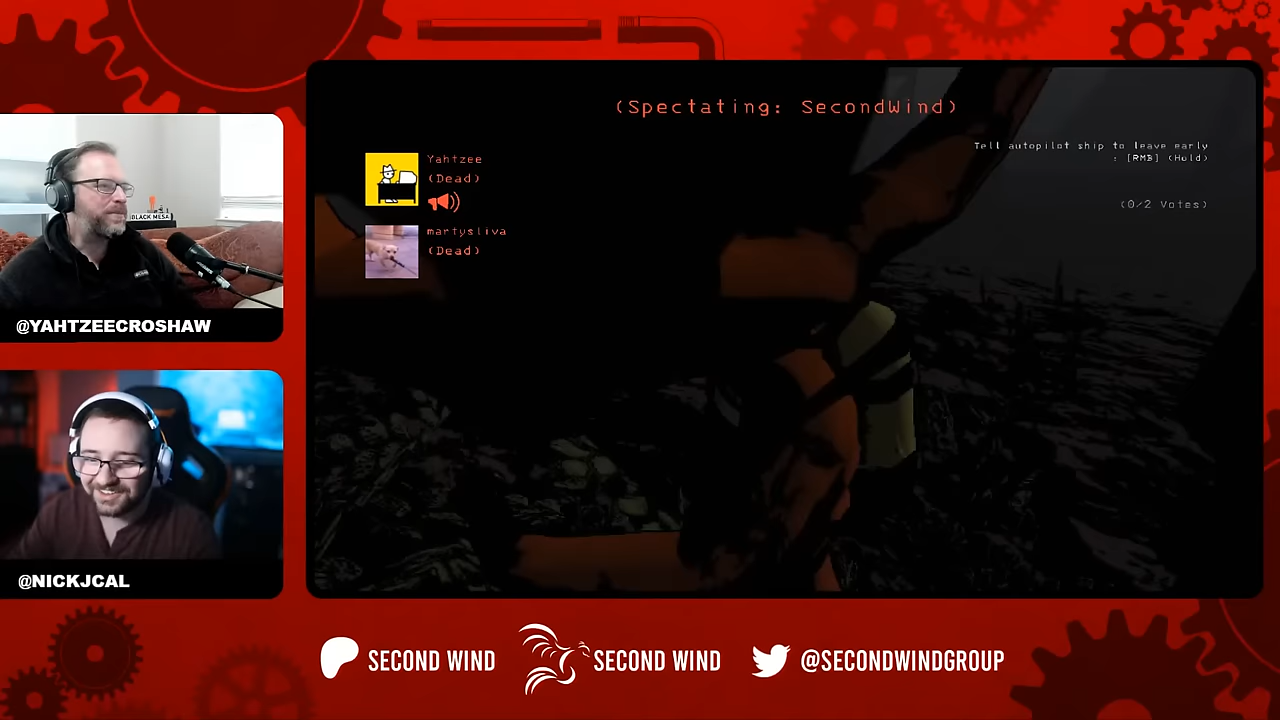 (Spectating: SecondWind)
Yahtzee
(Dead)
martysliva
(Dead)
Tell autopilot ship to leave early
: [RMB] (Hold)
(0/2 Votes)
BLACK MESA
@YAHTZEECROSHAW
@NICKJCAL
SECOND WIND
SECOND WIND
@SECONDWINDGROUP